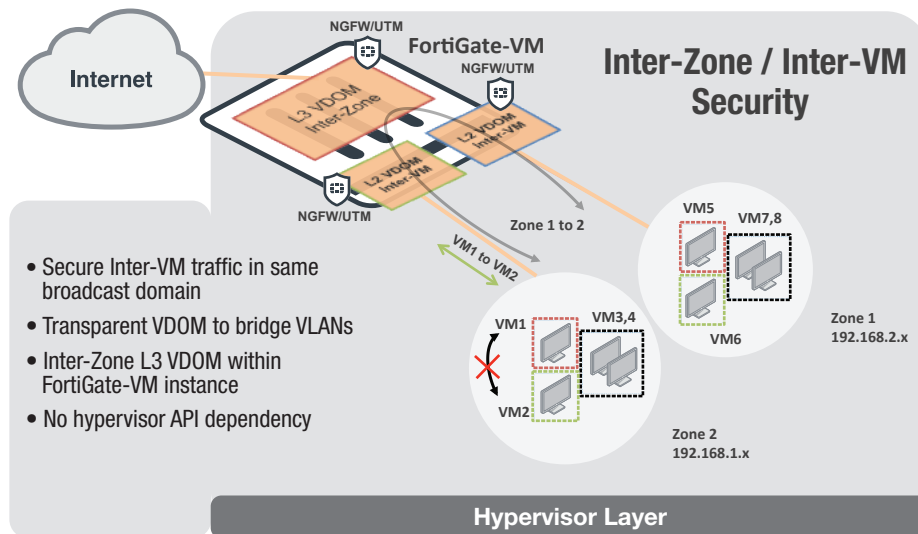 NGFW/UTM
FortiGate-VM
NGFW/UTM
Inter-Zone / Inter-VM
Security
Internet
L3 VDOM
Inter-Zone
L2 VDOM
Inter-VM
L2 VDOM
Inter-VM
NGFW/UTM
Zone 1 to 2
VM1 to VM2
VM5
VM7,8
VM6
Zone 1
192.168.2.x
• Secure Inter-VM traffic in same
broadcast domain
• Transparent VDOM to bridge VLANs
• Inter-Zone L3 VDOM within
FortiGate-VM instance
• No hypervisor API dependency
VM1
VM3,4
VM2
Zone 2
192.168.1.x
Hypervisor Layer